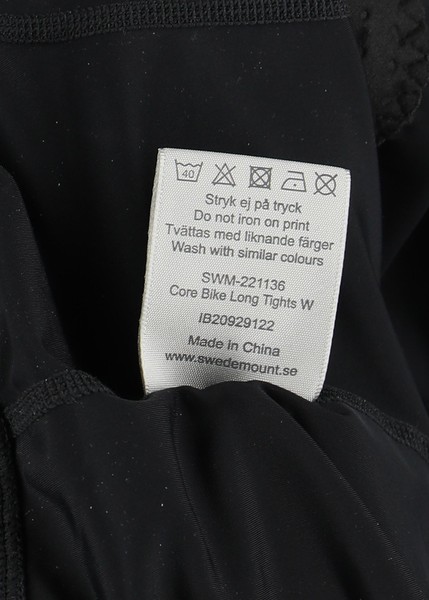 40
Stryk ej på tryck
Do not iron on print
Tvättas med liknande färger
Wash with similar colours
SWM-221136
Core Bike Long Tights W
IB20929122
Made in China
www.swedemount.se